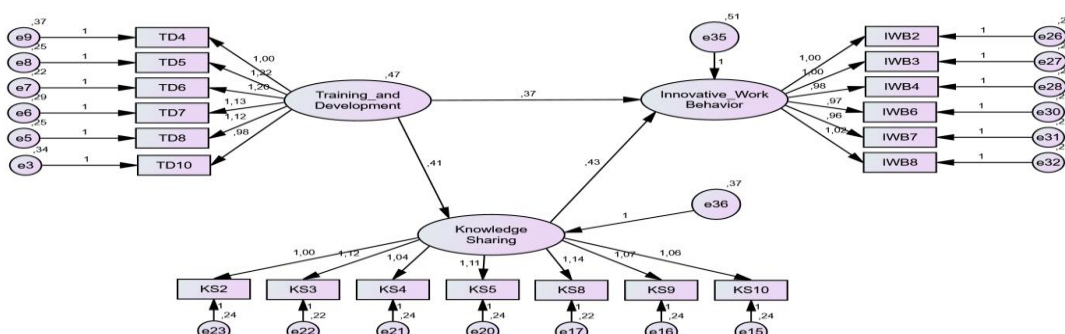 ,37
e9
1
TD4
1,00
,25
e8
1
TD5
1,22
,22
e7
1
TD6
1,20
,29
e6
1
TD7
1,13
,25
e5
1
TD8
1,12
,34
e3
1
TD10
,98
,47
Training_and
Development
,37
,41
,51
e35
1
Innovative_Work
Behavior
1,00
IWB2
1
e26
1,00
IWB3
1
e27
,98
IWB4
1
e28
,97
IWB6
1
e30
,96
IWB7
1
e31
1,02
IWB8
1
e32
,43
,37
e36
1
Knowledge
Sharing
1,00
1,12
1,04
1,11
1,14
1,07
1,06
KS2
KS3
KS4
KS5
KS8
KS9
KS10
1
,24
1
,22
1
,24
1
,24
1
,22
1
,24
1
,24
e23
e22
e21
e20
e17
e16
e15